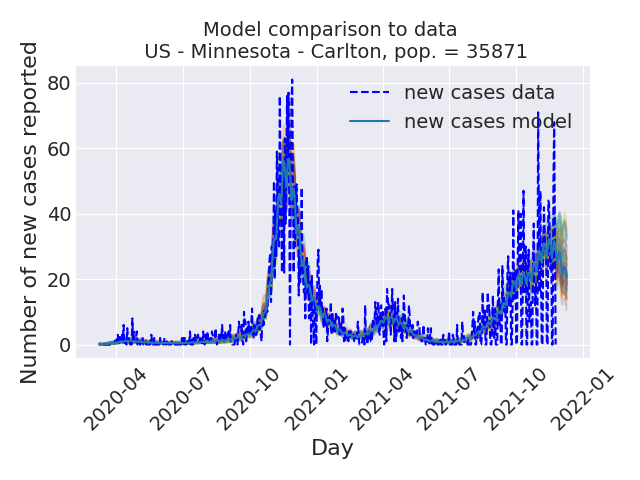 Model comparison to data
US - Minnesota - Carlton, pop. = 35871
Number of new cases reported
80
60
40
20
0
new cases data
new cases model
2020-04
2020-07
2020-10
2021-01
2021-04
2021-07
2021-10
2022-01
Day